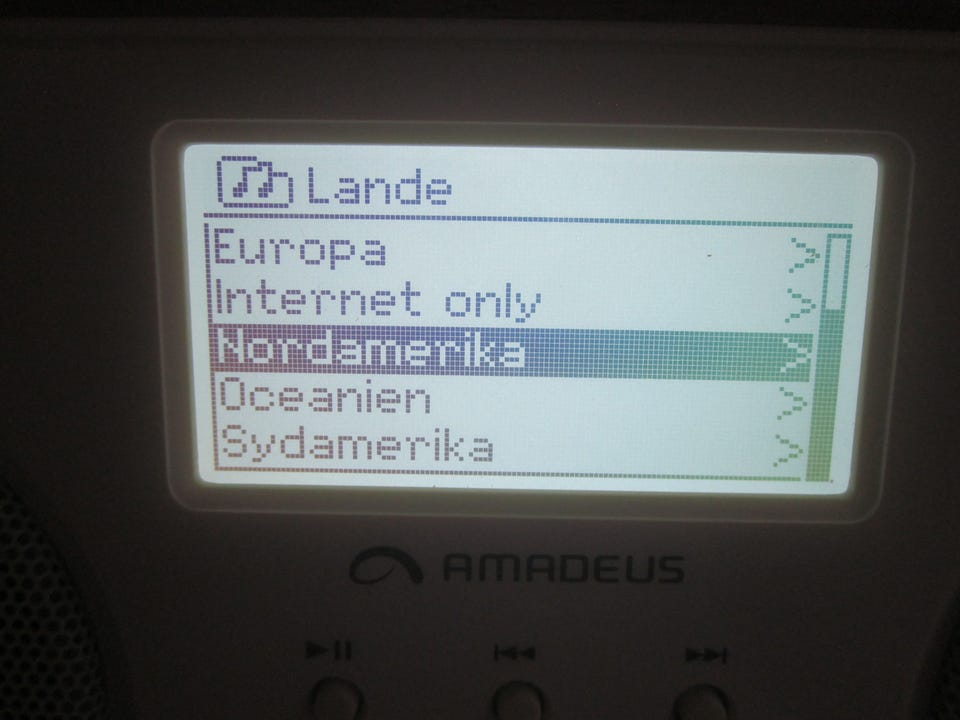 Lande
Europa
Internet only
Nordamerika
Oceanien
Sydamerika
AMADEUS